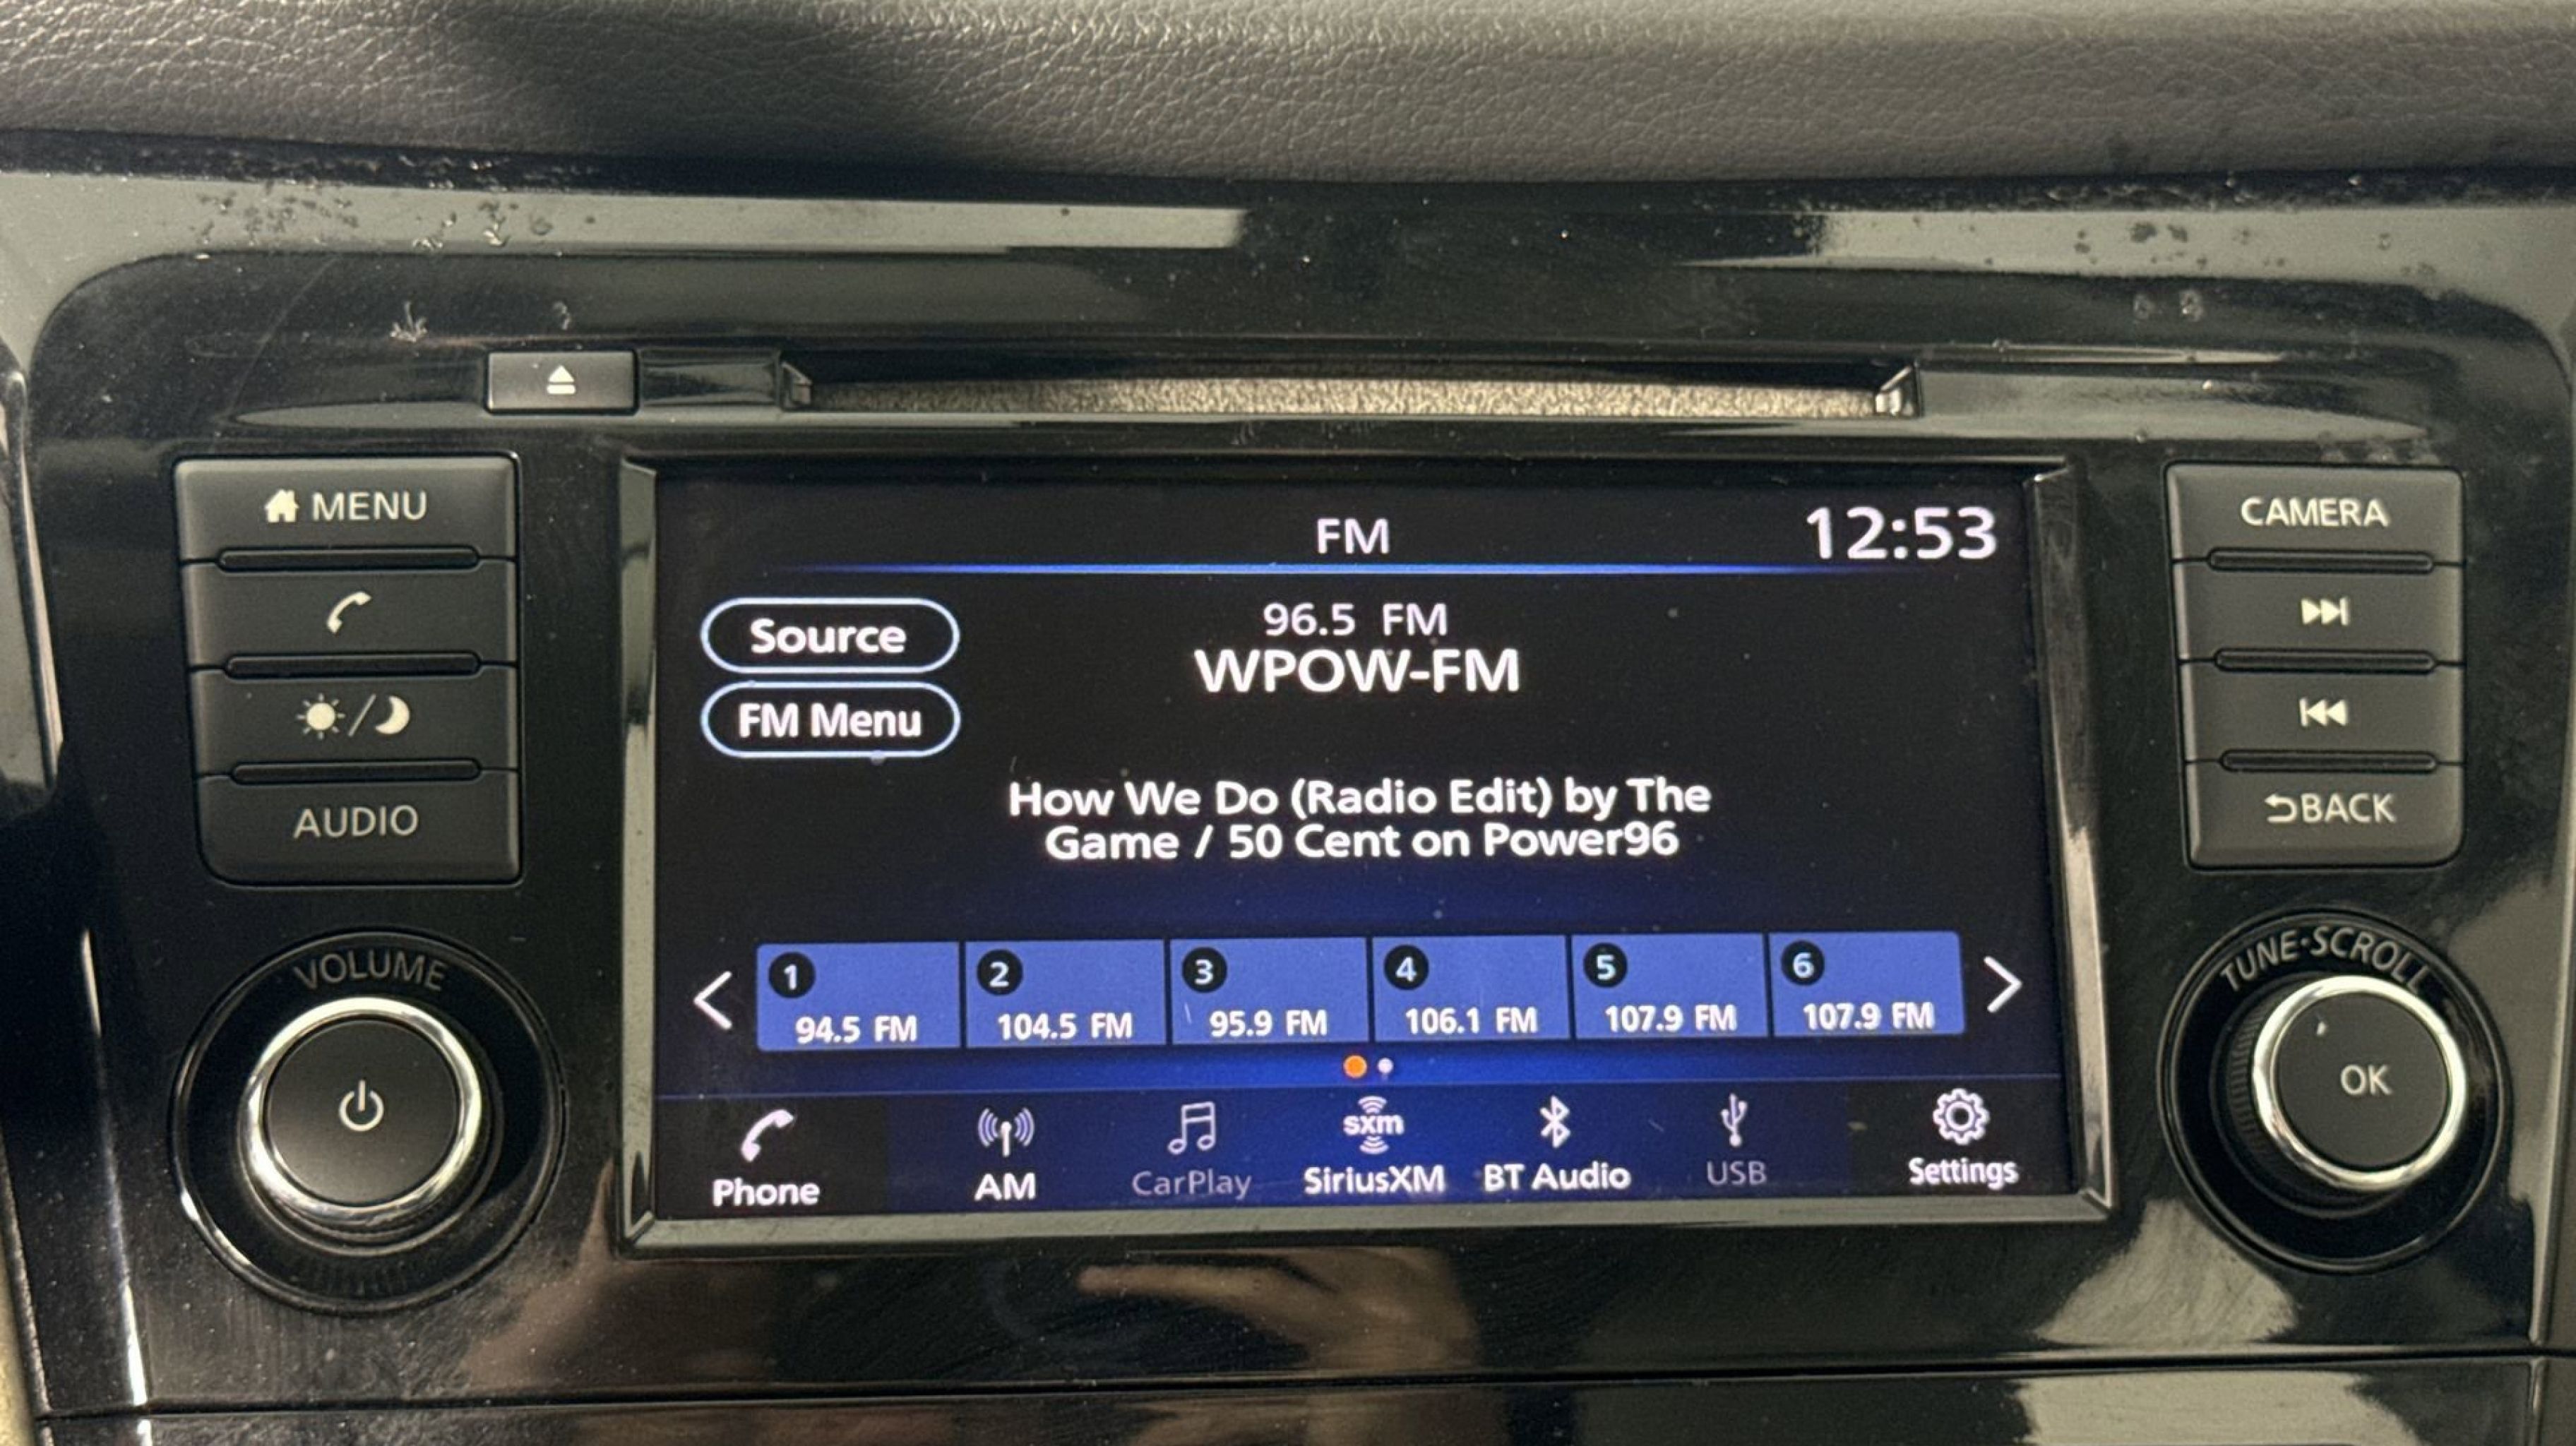 MENU
AUDIO
VOLUME
FM
12:53
Source
FM Menu
96.5 FM
WPOW-FM
How We Do (Radio Edit) by The
Game / 50 Cent on Power96
1
94.5 FM
2
104.5 FM
3
95.9 FM
4
106.1 FM
5
107.9 FM
6
107.9 FM
Phone
AM
CarPlay
sxm
SiriusXM
BT Audio
USB
Settings
CAMERA
BACK
TUNE·SCROLL
OK